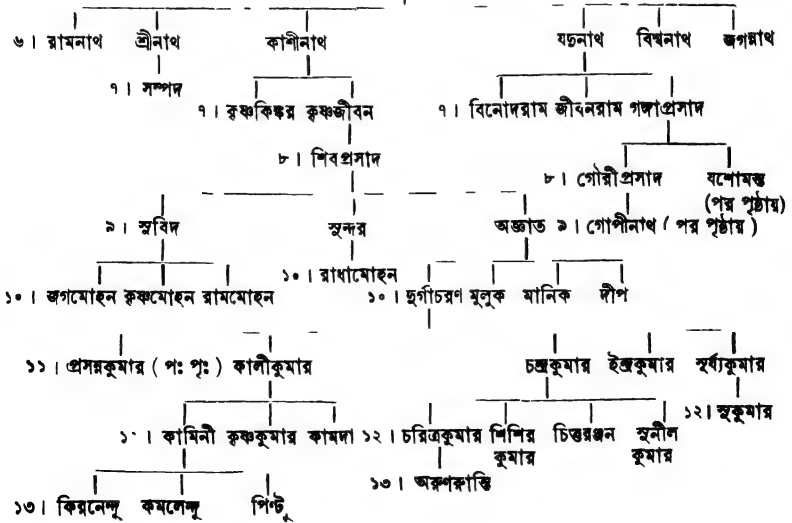 ৬। রামনাথ শ্রীনাথ কাশীনাথ যদুনাথ বিশ্বনাথ জগন্নাথ
৭। সম্পদ
৭। কৃষ্ণকিঙ্কর কৃষ্ণজীবন ৭। বিনোদরাম জীবনরাম গঙ্গাপ্রসাদ
৮। শিবপ্রসাদ
৮। গৌরীপ্রসাদ যশোমন্ত
(পর পৃষ্ঠায়)
৯। সুবিদ সুন্দর অজ্ঞাত ৯। গোপীনাথ ( পর পৃষ্ঠায় )
১০। রাধামোহন
১০। জগমোহন কৃষ্ণমোহন রামমোহন ১০। দুর্গাচরণ মুলুক মানিক দীপ
১১। প্রসন্নকুমার ( পঃ পৃঃ ) কালীকুমার চন্দ্রকুমার ইন্দ্রকুমার সূর্য্যকুমার
১২। সুকুমার
১২। কামিনী কৃষ্ণকুমার কামদা ১২। চরিত্রকুমার শিশির চিত্তরঞ্জন সুনীল
কুমার কুমার
১৩। অরুণকান্তি
১৩। কিরনেন্দু কমলেন্দু পিণ্টু